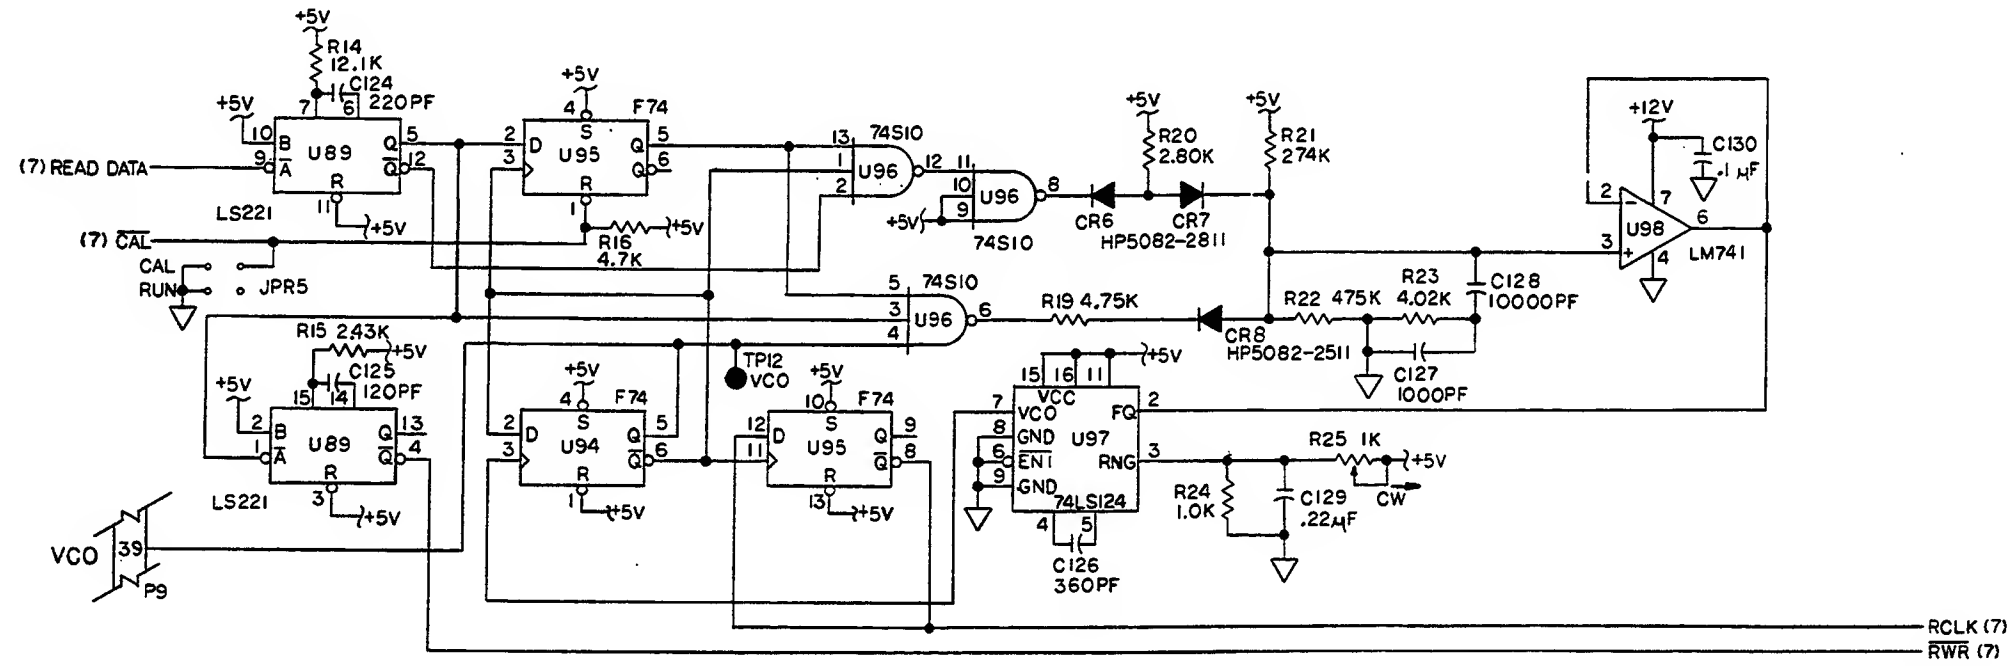 +5V
R14
12.1K
C124
220PF
7
6
+5V
10
B
Q
5
9
A
Q
12
U89
R
11
+5V
LS221
(7) READ DATA
(7) CAL
CAL
RUN
JPR5
+5V
4
S
F74
2
D
Q
5
3
U95
Q
6
R
1
R16
4.7K
+5V
74S10
13
1
2
U96
12
11
10
9
+5V
U96
8
74S10
+5V
R20
2.80K
CR6
CR7
HP5082-2811
+5V
R21
274K
+12V
C130
.1 µF
2
-
7
3
+
U98
4
6
LM741
74S10
5
3
4
U96
6
R19 4.75K
CR8
HP5082-2511
R22 475K
R23
4.02K
C128
10000PF
C127
1000PF
R15 2.43K
+5V
C125
120PF
15
14
+5V
2
B
Q
13
1
A
Q
4
U89
R
3
+5V
LS221
+5V
4
S
F74
2
D
Q
5
3
U94
Q
6
R
1
+5V
TP12
VCO
+5V
10
S
F74
12
D
Q
9
11
U95
Q
8
R
13
+5V
+5V
15
16
11
VCC
7
VCO
FQ
2
8
GND
U97
6
EN1
RNG
3
9
GND
74LS124
4
5
C126
360PF
R25 1K
+5V
CW
R24
1.0K
C129
.22µF
VCO
39
P9
RCLK (7)
RWR (7)